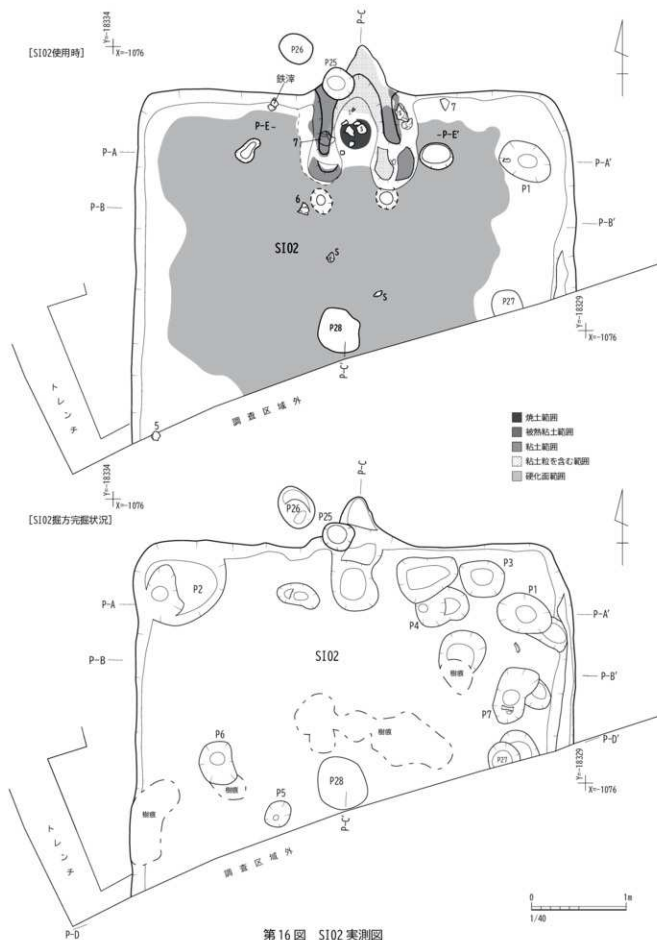 [SI02使用時]
Y=-18334
X=-1076
P-C
P26
P25
鉄滓
7
P-E-
7
-P-E'
P-A
P-A'
P1
P-B
6
P-B'
SI02
S
S
P28
P27
P-C'
Y=-18329
X=-1076
トレンチ
5
調査区域外
焼土範囲
被熱粘土範囲
粘土範囲
粘土粒を含む範囲
硬化面範囲
[SI02掘方完掘状況]
Y=-18334
X=-1076
P-C
P26
P25
P2
P3
P1
P-A
P4
P-A'
SI02
P-B
樹痕
P-B'
P7
樹痕
P-D'
P6
P27
Y=-18329
X=-1076
樹痕
樹痕
P28
P5
P-C'
トレンチ
調査区域外
P-D
0
1m
1/40
第16図 SI02実測図